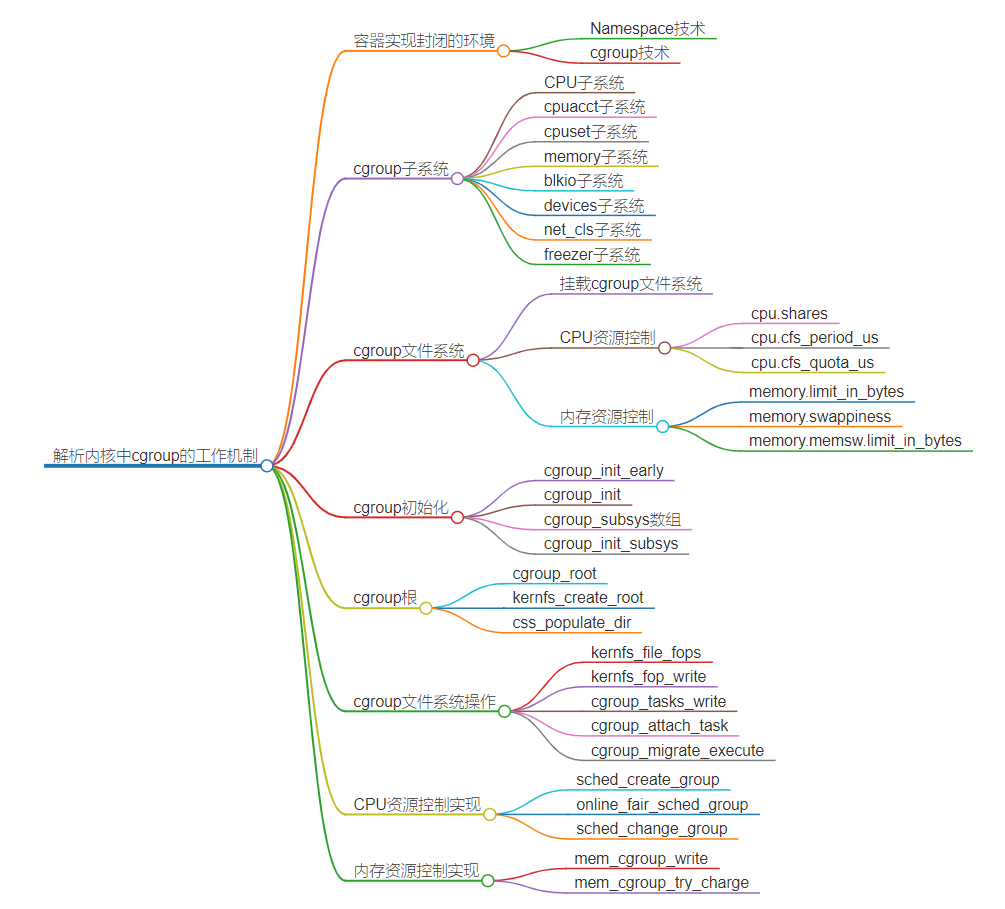 解析内核中cgroup的工作机制
容器实现封闭的环境
Namespace技术
cgroup技术
cgroup子系统
CPU子系统
cpuacct子系统
cpuset子系统
memory子系统
blkio子系统
devices子系统
net_cls子系统
freezer子系统
cgroup文件系统
挂载cgroup文件系统
CPU资源控制
cpu.shares
cpu.cfs_period_us
cpu.cfs_quota_us
内存资源控制
memory.limit_in_bytes
memory.swappiness
memory.memsw.limit_in_bytes
cgroup初始化
cgroup_init_early
cgroup_init
cgroup_subsys数组
cgroup_init_subsys
cgroup根
cgroup_root
kernfs_create_root
css_populate_dir
cgroup文件系统操作
kernfs_file_fops
kernfs_fop_write
cgroup_tasks_write
cgroup_attach_task
cgroup_migrate_execute
CPU资源控制实现
sched_create_group
online_fair_sched_group
sched_change_group
内存资源控制实现
mem_cgroup_write
mem_cgroup_try_charge